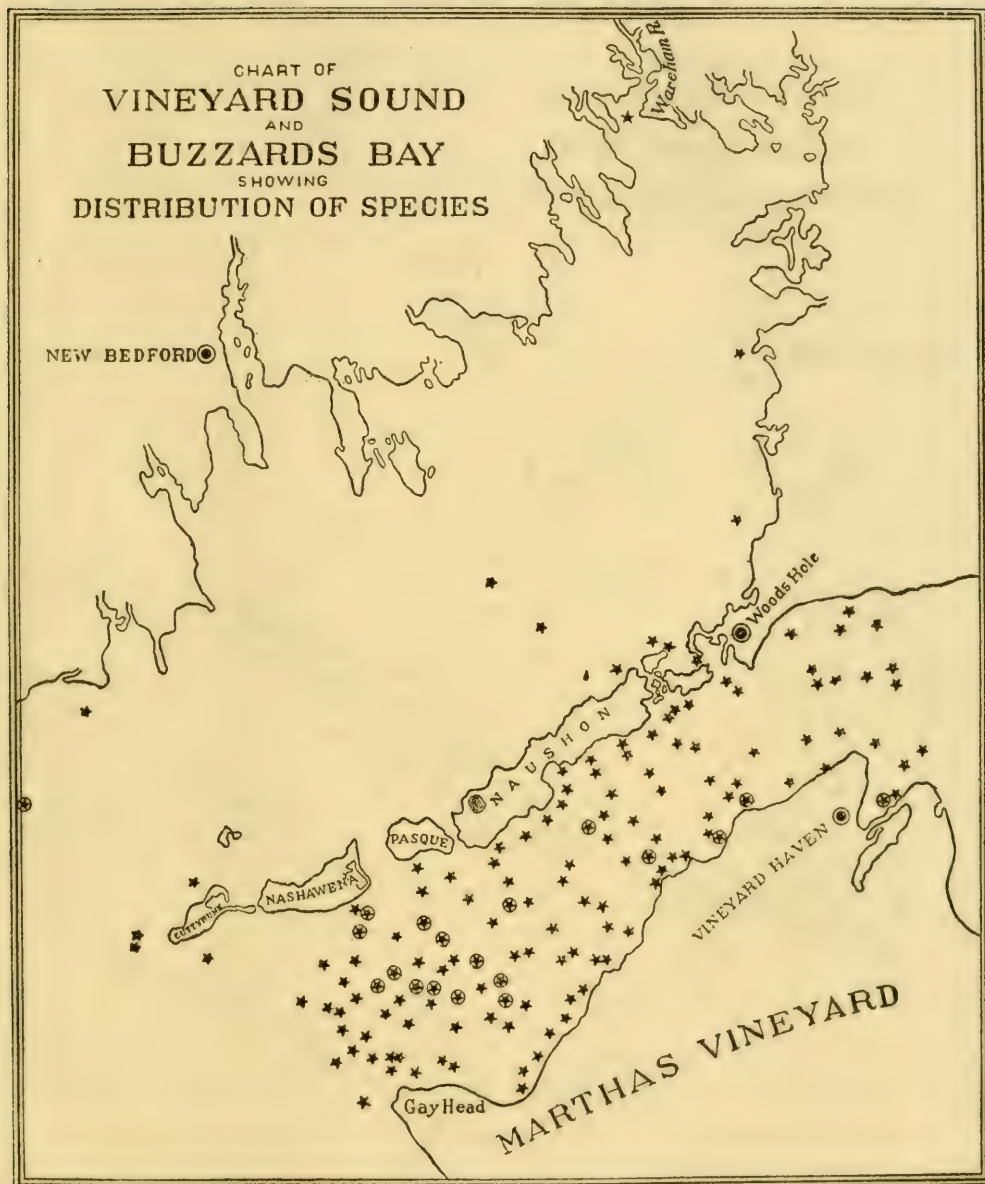 CHART OF
VINEYARD SOUND
AND
BUZZARDS BAY
SHOWING
DISTRIBUTION OF SPECIES
Wareham R.
NEW BEDFORD
Woods Hole
NAUSHON
PASQUE
NASHAWENA
CUTTYHUNK
VINEYARD HAVEN
MARTHAS VINEYARD
Gay Head